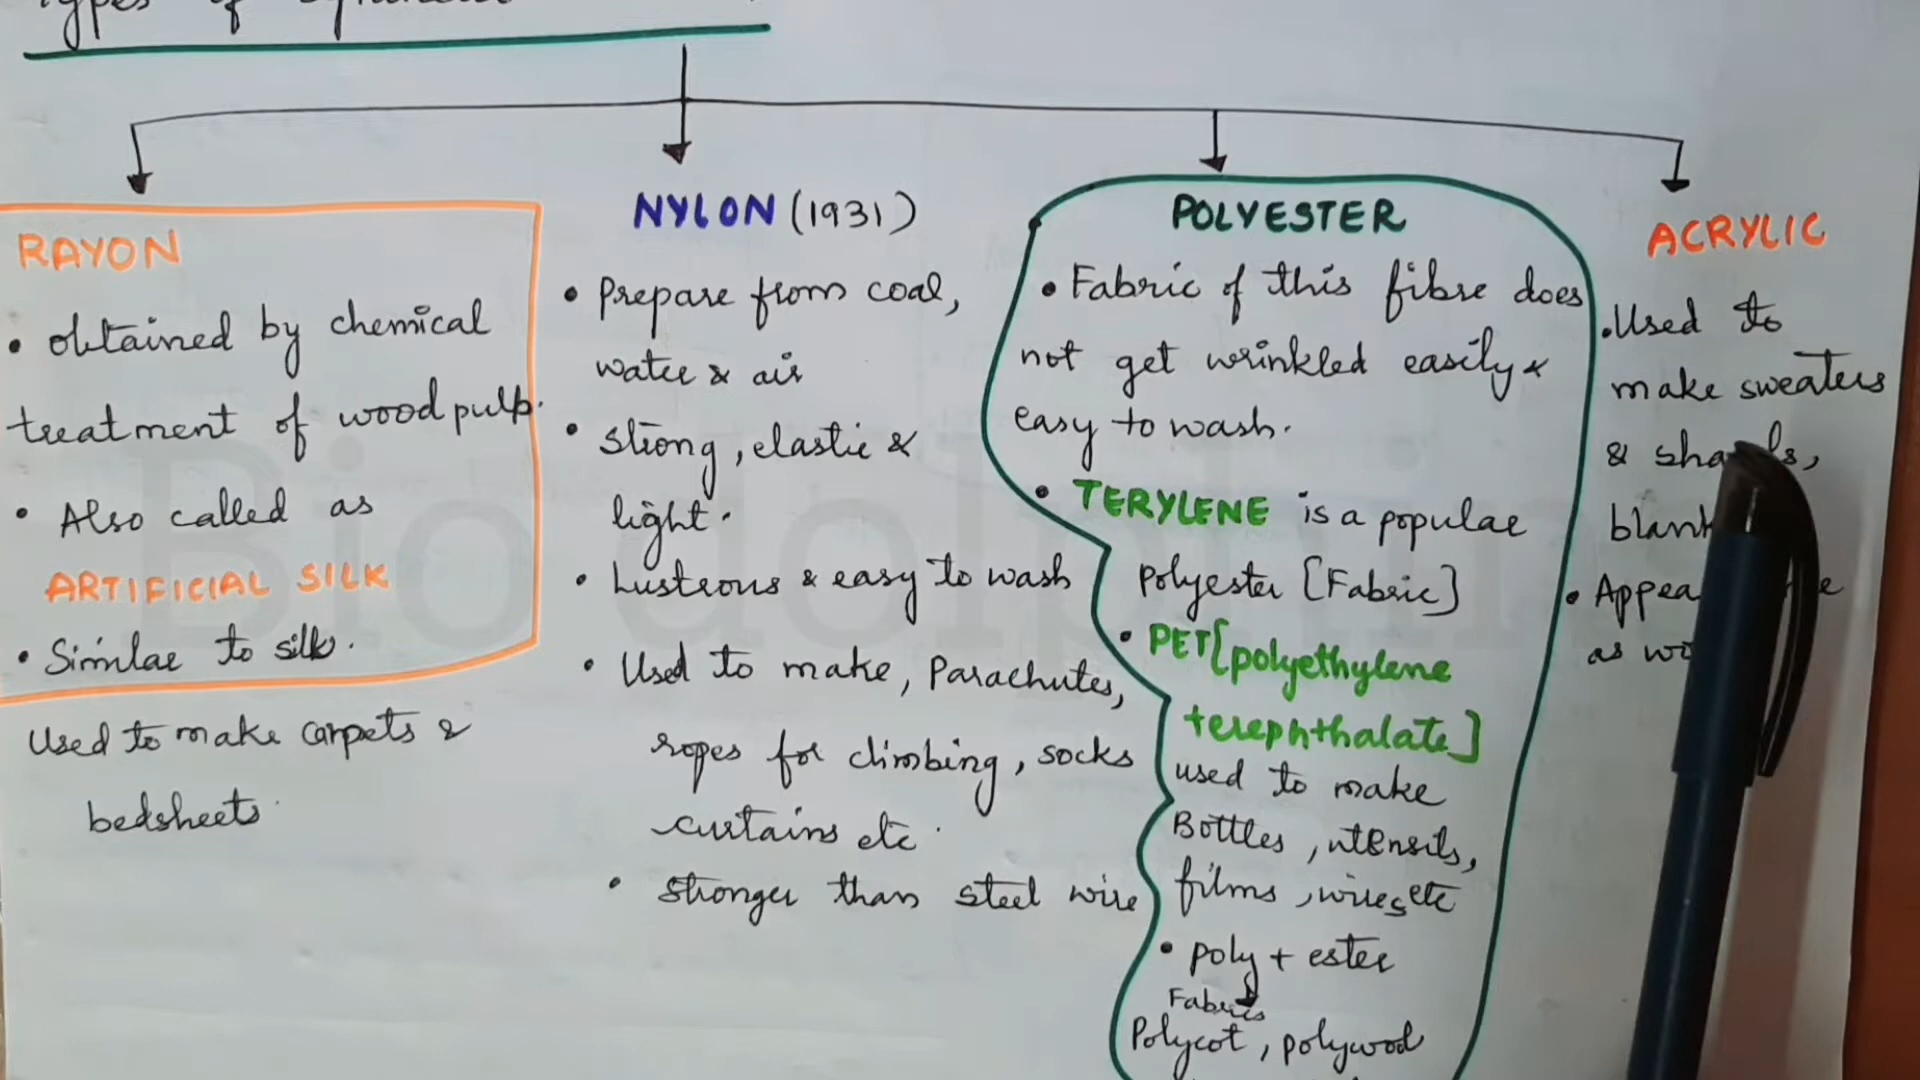 Types of
RAYON
• obtained by chemical
treatment of wood pulp.
• Also called as
ARTIFICIAL SILK
• Similar to silk.
Used to make carpets &
bedsheets
NYLON (1931)
• Prepare from coal,
water & air
• Strong, elastic &
light.
• Lustrous & easy to wash
• Used to make, Parachutes,
ropes for climbing, socks
curtains etc
• Stronger than steel wire
POLYESTER
• Fabric of this fibre does
not get wrinkled easily &
easy to wash.
• TERYLENE is a popular
polyester [Fabric]
• PET [polyethylene
terephthalate]
used to make
Bottles, utensils,
films, wires etc
• poly + ester
Fabrics
Polycot, polywool
ACRYLIC
• Used to
make sweaters
&
• 
as
Bio dolphin